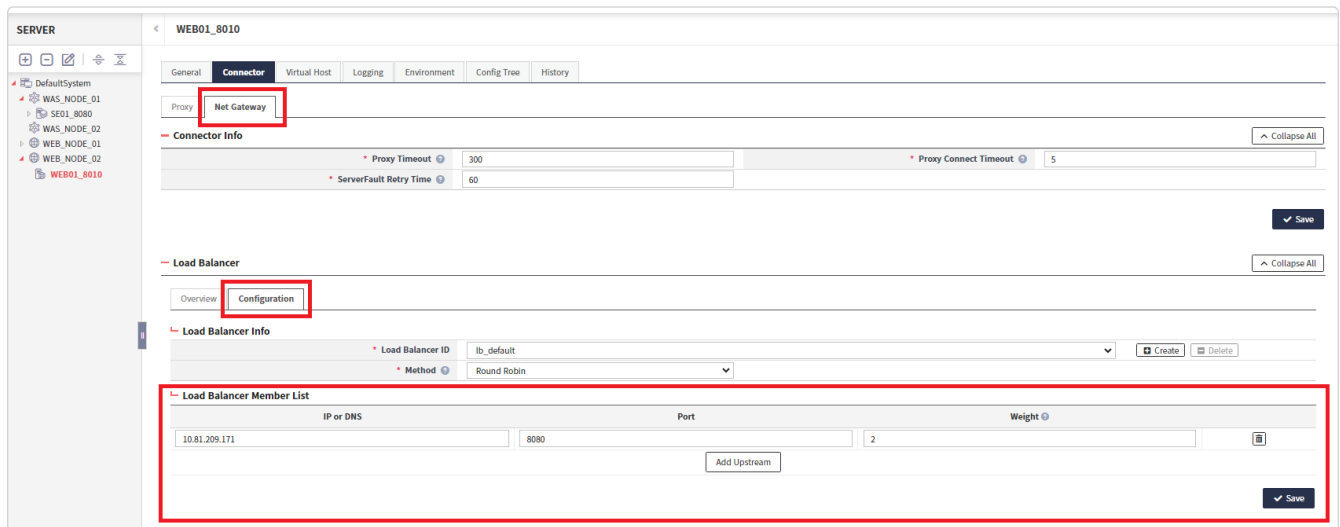 SERVER
WEB01_8010
DefaultSystem
WAS_NODE_01
SE01_8080
WAS_NODE_02
WEB_NODE_01
WEB_NODE_02
WEB01_8010
General Connector Virtual Host Logging Environment Config Tree History
Proxy Net Gateway
Connector Info Collapse All
* Proxy Timeout ? 300 * Proxy Connect Timeout ? 5
* ServerFault Retry Time ? 60
Save
Load Balancer Collapse All
Overview Configuration
Load Balancer Info
* Load Balancer ID lb_default Create Delete
* Method ? Round Robin
Load Balancer Member List
IP or DNS Port Weight ?
10.81.209.171 8080 2
Add Upstream
Save